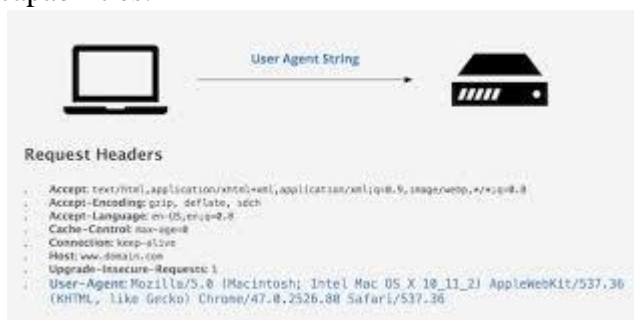 User Agent String
Request Headers
Accept: text/html,application/xhtml+xml,application/xml;q=0.9,image/webp,*/*;q=0.8
Accept-Encoding: gzip, deflate, sdch
Accept-Language: en-US,en;q=0.8
Cache-Control: max-age=0
Connection: keep-alive
Host: www.domain.com
Upgrade-Insecure-Requests: 1
User-Agent: Mozilla/5.0 (Macintosh; Intel Mac OS X 10_11_2) AppleWebKit/537.36
(KHTML, like Gecko) Chrome/47.0.2526.80 Safari/537.36